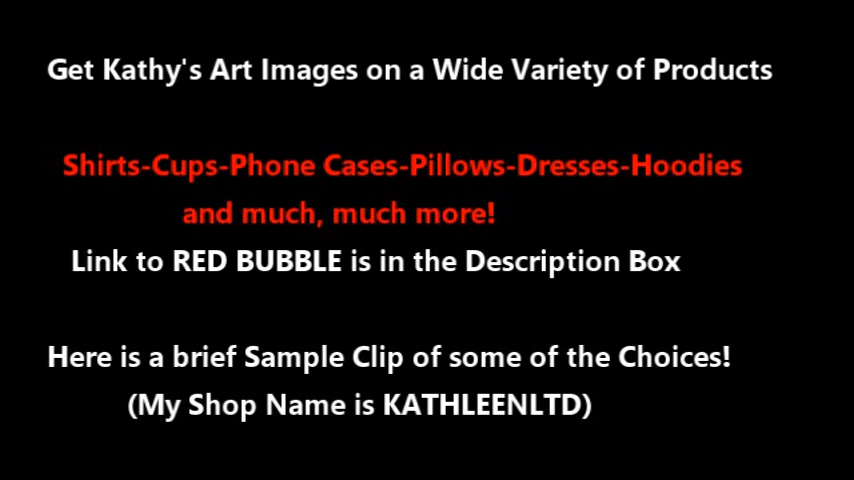 Get Kathy's Art Images on a Wide Variety of Products
Shirts-Cups-Phone Cases-Pillows-Dresses-Hoodies
and much, much more!
Link to RED BUBBLE is in the Description Box
Here is a brief Sample Clip of some of the Choices!
(My Shop Name is KATHLEENLTD)